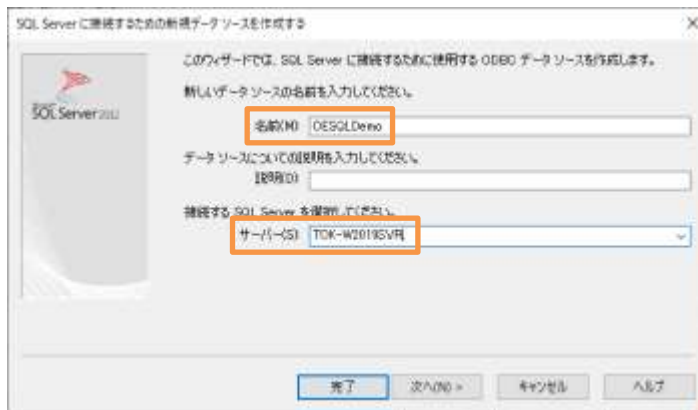 SQL Server に接続するための新規データ ソースを作成する
このウィザードでは、SQL Server に接続するために使用する ODBC データ ソースを作成します。
新しいデータ ソースの名前を入力してください。
SQL Server 2012
名前(M) OESQLDemo
データ ソースについての説明を入力してください。
説明(D)
接続する SQL Server を選択してください。
サーバー(S) TOK-W2019SVR
完了 次へ(N) > キャンセル ヘルプ